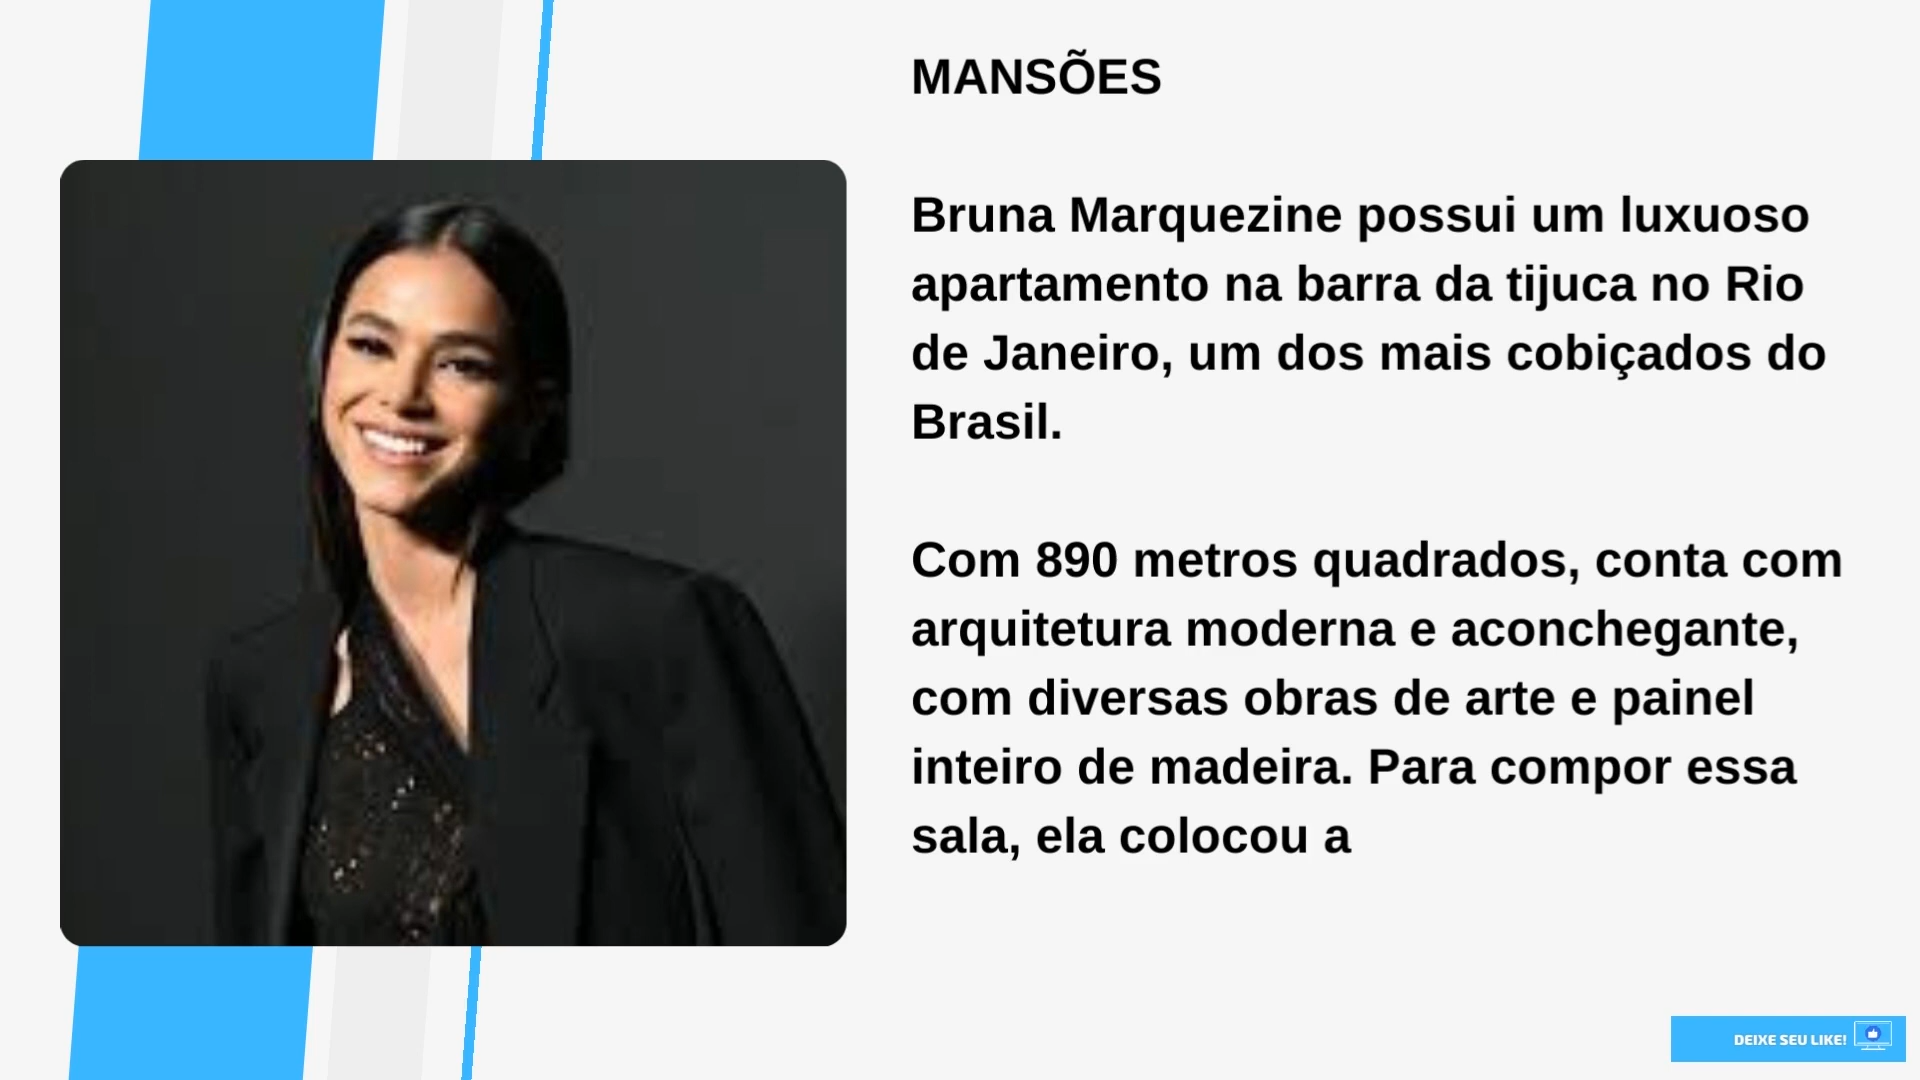 MANSÕES
Bruna Marquezine possui um luxuoso
apartamento na barra da tijuca no Rio
de Janeiro, um dos mais cobiçados do
Brasil.
Com 890 metros quadrados, conta com
arquitetura moderna e aconchegante,
com diversas obras de arte e painel
inteiro de madeira. Para compor essa
sala, ela colocou a
DEIXE SEU LIKE!